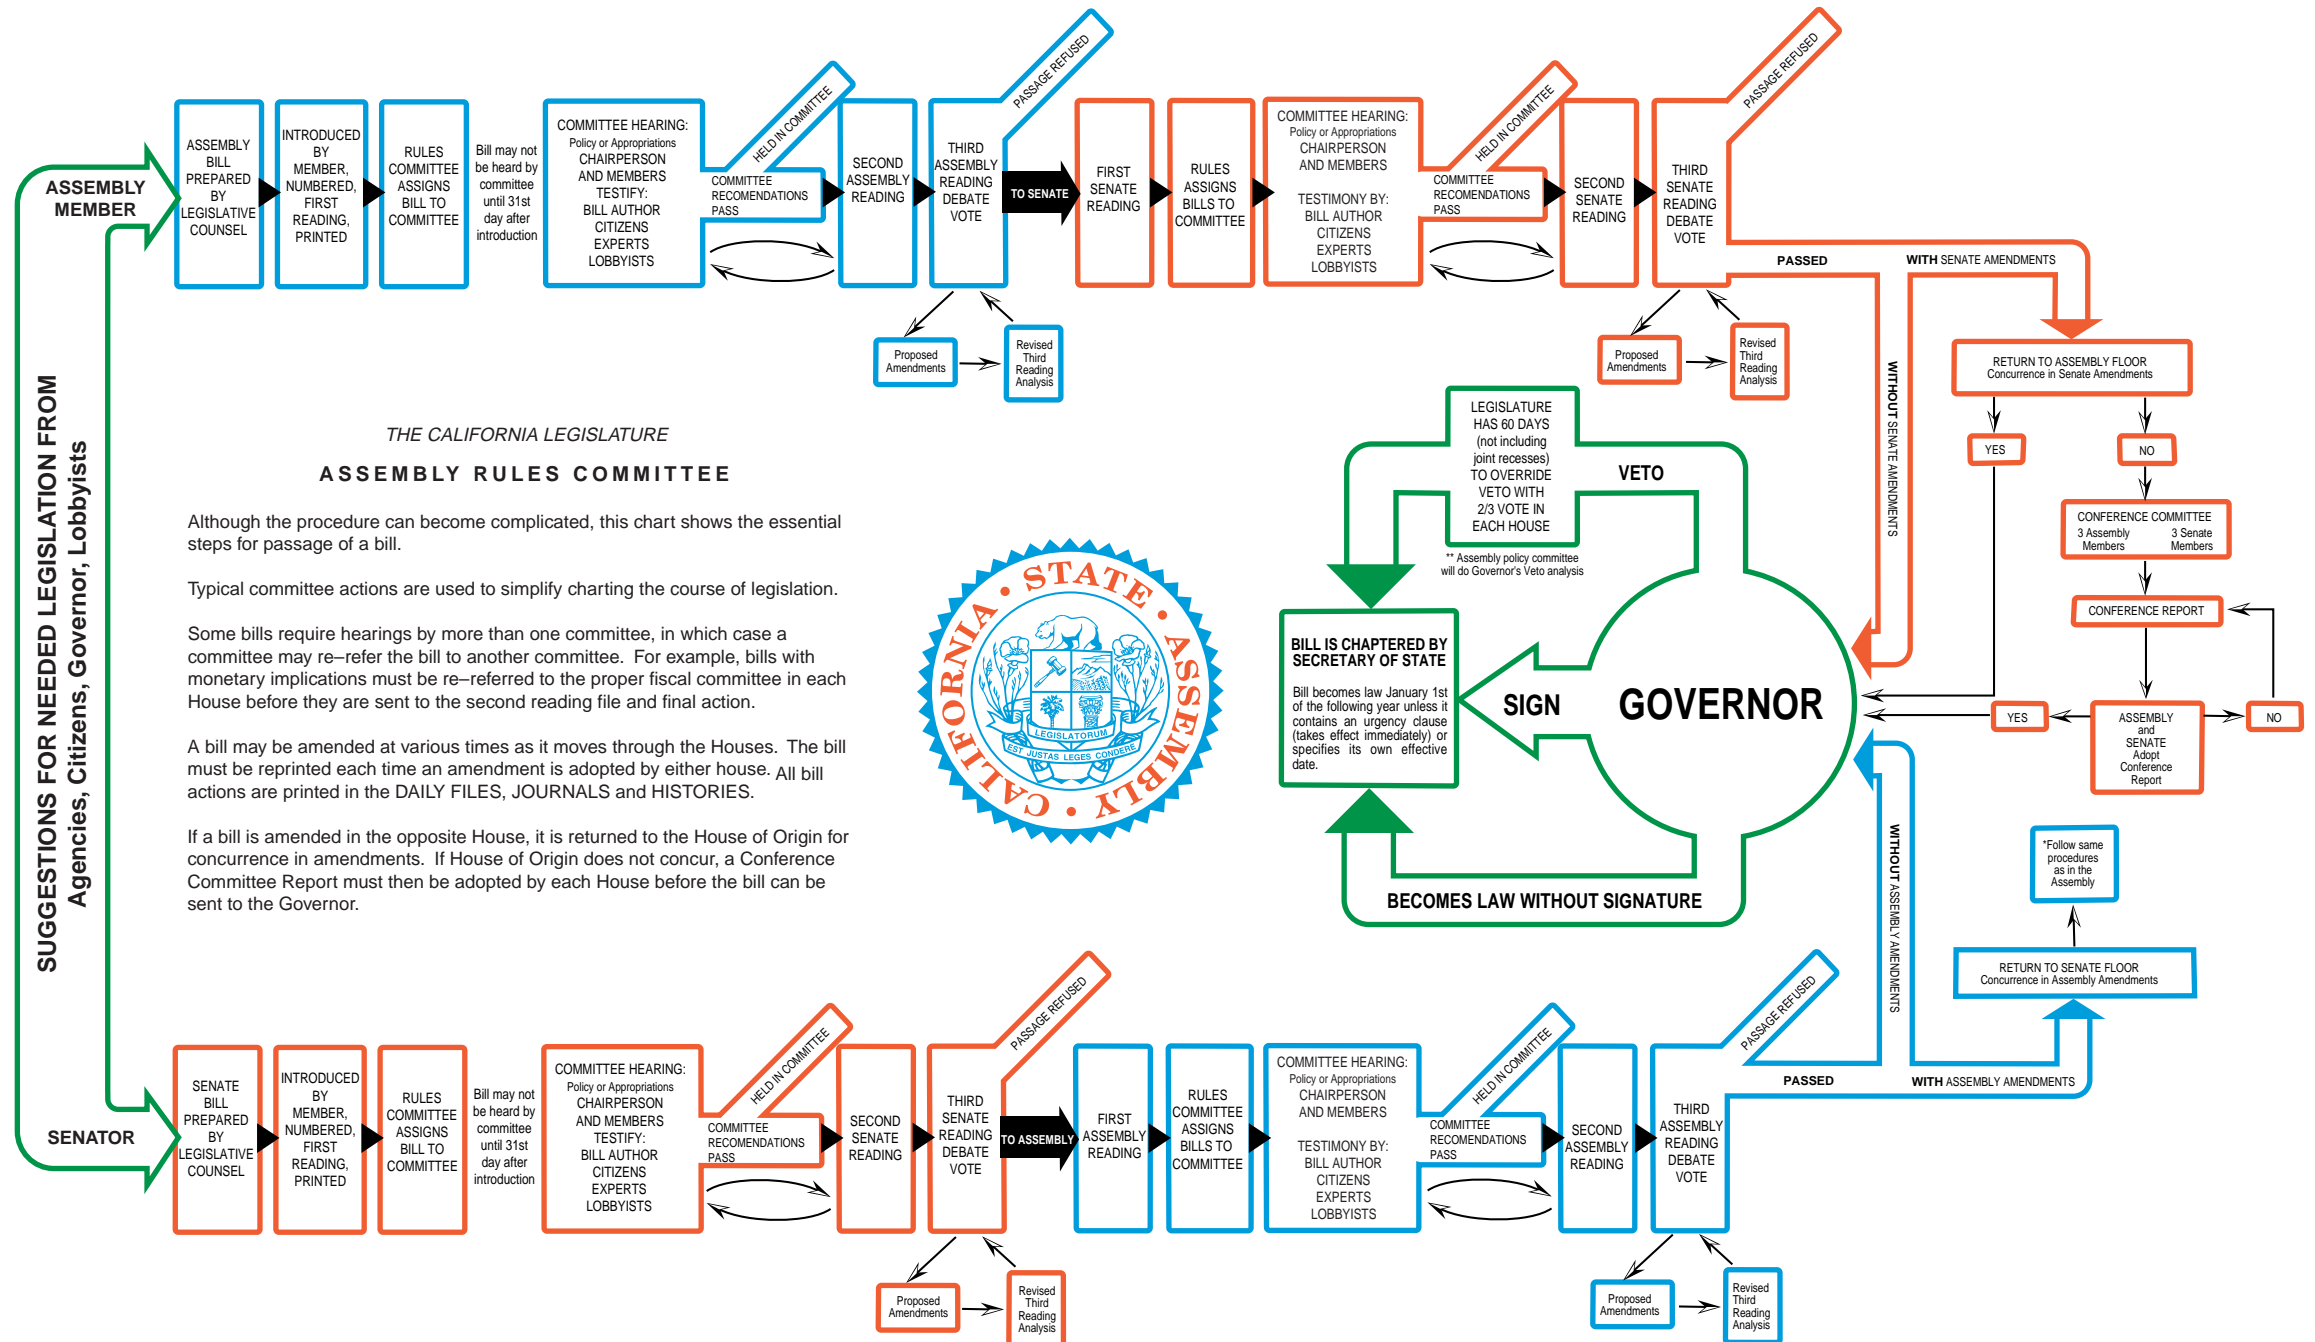 SUGGESTIONS FOR NEEDED LEGISLATION FROM
Agencies, Citizens, Governor, Lobbyists
ASSEMBLY
MEMBER
ASSEMBLY
BILL
PREPARED
BY
LEGISLATIVE
COUNSEL
INTRODUCED
BY
MEMBER,
NUMBERED,
FIRST
READING,
PRINTED
RULES
COMMITTEE
ASSIGNS
BILL TO
COMMITTEE
Bill may not
be heard by
committee
until 31st
day after
introduction
COMMITTEE HEARING:
Policy or Appropriations
CHAIRPERSON
AND MEMBERS
TESTIFY:
BILL AUTHOR
CITIZENS
EXPERTS
LOBBYISTS
HELD IN COMMITTEE
COMMITTEE
RECOMENDATIONS
PASS
SECOND
ASSEMBLY
READING
THIRD
ASSEMBLY
READING
DEBATE
VOTE
PASSAGE REFUSED
Proposed
Amendments
Revised
Third
Reading
Analysis
TO SENATE
FIRST
SENATE
READING
RULES
ASSIGNS
BILLS TO
COMMITTEE
COMMITTEE HEARING:
Policy or Appropriations
CHAIRPERSON
AND MEMBERS
TESTIMONY BY:
BILL AUTHOR
CITIZENS
EXPERTS
LOBBYISTS
HELD IN COMMITTEE
COMMITTEE
RECOMENDATIONS
PASS
SECOND
SENATE
READING
THIRD
SENATE
READING
DEBATE
VOTE
PASSAGE REFUSED
Proposed
Amendments
Revised
Third
Reading
Analysis
PASSED
WITH SENATE AMENDMENTS
WITHOUT SENATE AMENDMENTS
RETURN TO ASSEMBLY FLOOR
Concurrence in Senate Amendments
YES
NO
CONFERENCE COMMITTEE
3 Assembly
Members
3 Senate
Members
CONFERENCE REPORT
ASSEMBLY
and
SENATE
Adopt
Conference
Report
YES
NO
THE CALIFORNIA LEGISLATURE
ASSEMBLY RULES COMMITTEE
Although the procedure can become complicated, this chart shows the essential
steps for passage of a bill.
Typical committee actions are used to simplify charting the course of legislation.
Some bills require hearings by more than one committee, in which case a
committee may re–refer the bill to another committee. For example, bills with
monetary implications must be re–referred to the proper fiscal committee in each
House before they are sent to the second reading file and final action.
A bill may be amended at various times as it moves through the Houses. The bill
must be reprinted each time an amendment is adopted by either house. All bill
actions are printed in the DAILY FILES, JOURNALS and HISTORIES.
If a bill is amended in the opposite House, it is returned to the House of Origin for
concurrence in amendments. If House of Origin does not concur, a Conference
Committee Report must then be adopted by each House before the bill can be
sent to the Governor.
CALIFORNIA • STATE • ASSEMBLY •
LEGISLATORUM
EST JUSTAS LEGES CONDERE
LEGISLATURE
HAS 60 DAYS
(not including
joint recesses)
TO OVERRIDE
VETO WITH
2/3 VOTE IN
EACH HOUSE
VETO
** Assembly policy committee
will do Governor's Veto analysis
BILL IS CHAPTERED BY
SECRETARY OF STATE
Bill becomes law January 1st
of the following year unless it
contains an urgency clause
(takes effect immediately) or
specifies its own effective
date.
SIGN
GOVERNOR
BECOMES LAW WITHOUT SIGNATURE
SENATOR
SENATE
BILL
PREPARED
BY
LEGISLATIVE
COUNSEL
INTRODUCED
BY
MEMBER,
NUMBERED,
FIRST
READING,
PRINTED
RULES
COMMITTEE
ASSIGNS
BILL TO
COMMITTEE
Bill may not
be heard by
committee
until 31st
day after
introduction
COMMITTEE HEARING:
Policy or Appropriations
CHAIRPERSON
AND MEMBERS
TESTIFY:
BILL AUTHOR
CITIZENS
EXPERTS
LOBBYISTS
HELD IN COMMITTEE
COMMITTEE
RECOMENDATIONS
PASS
SECOND
SENATE
READING
THIRD
SENATE
READING
DEBATE
VOTE
PASSAGE REFUSED
Proposed
Amendments
Revised
Third
Reading
Analysis
TO ASSEMBLY
FIRST
ASSEMBLY
READING
RULES
COMMITTEE
ASSIGNS
BILLS TO
COMMITTEE
COMMITTEE HEARING:
Policy or Appropriations
CHAIRPERSON
AND MEMBERS
TESTIMONY BY:
BILL AUTHOR
CITIZENS
EXPERTS
LOBBYISTS
HELD IN COMMITTEE
COMMITTEE
RECOMENDATIONS
PASS
SECOND
ASSEMBLY
READING
THIRD
ASSEMBLY
READING
DEBATE
VOTE
PASSAGE REFUSED
Proposed
Amendments
Revised
Third
Reading
Analysis
PASSED
WITH ASSEMBLY AMENDMENTS
WITHOUT ASSEMBLY AMENDMENTS
RETURN TO SENATE FLOOR
Concurrence in Assembly Amendments
*Follow same
procedures
as in the
Assembly